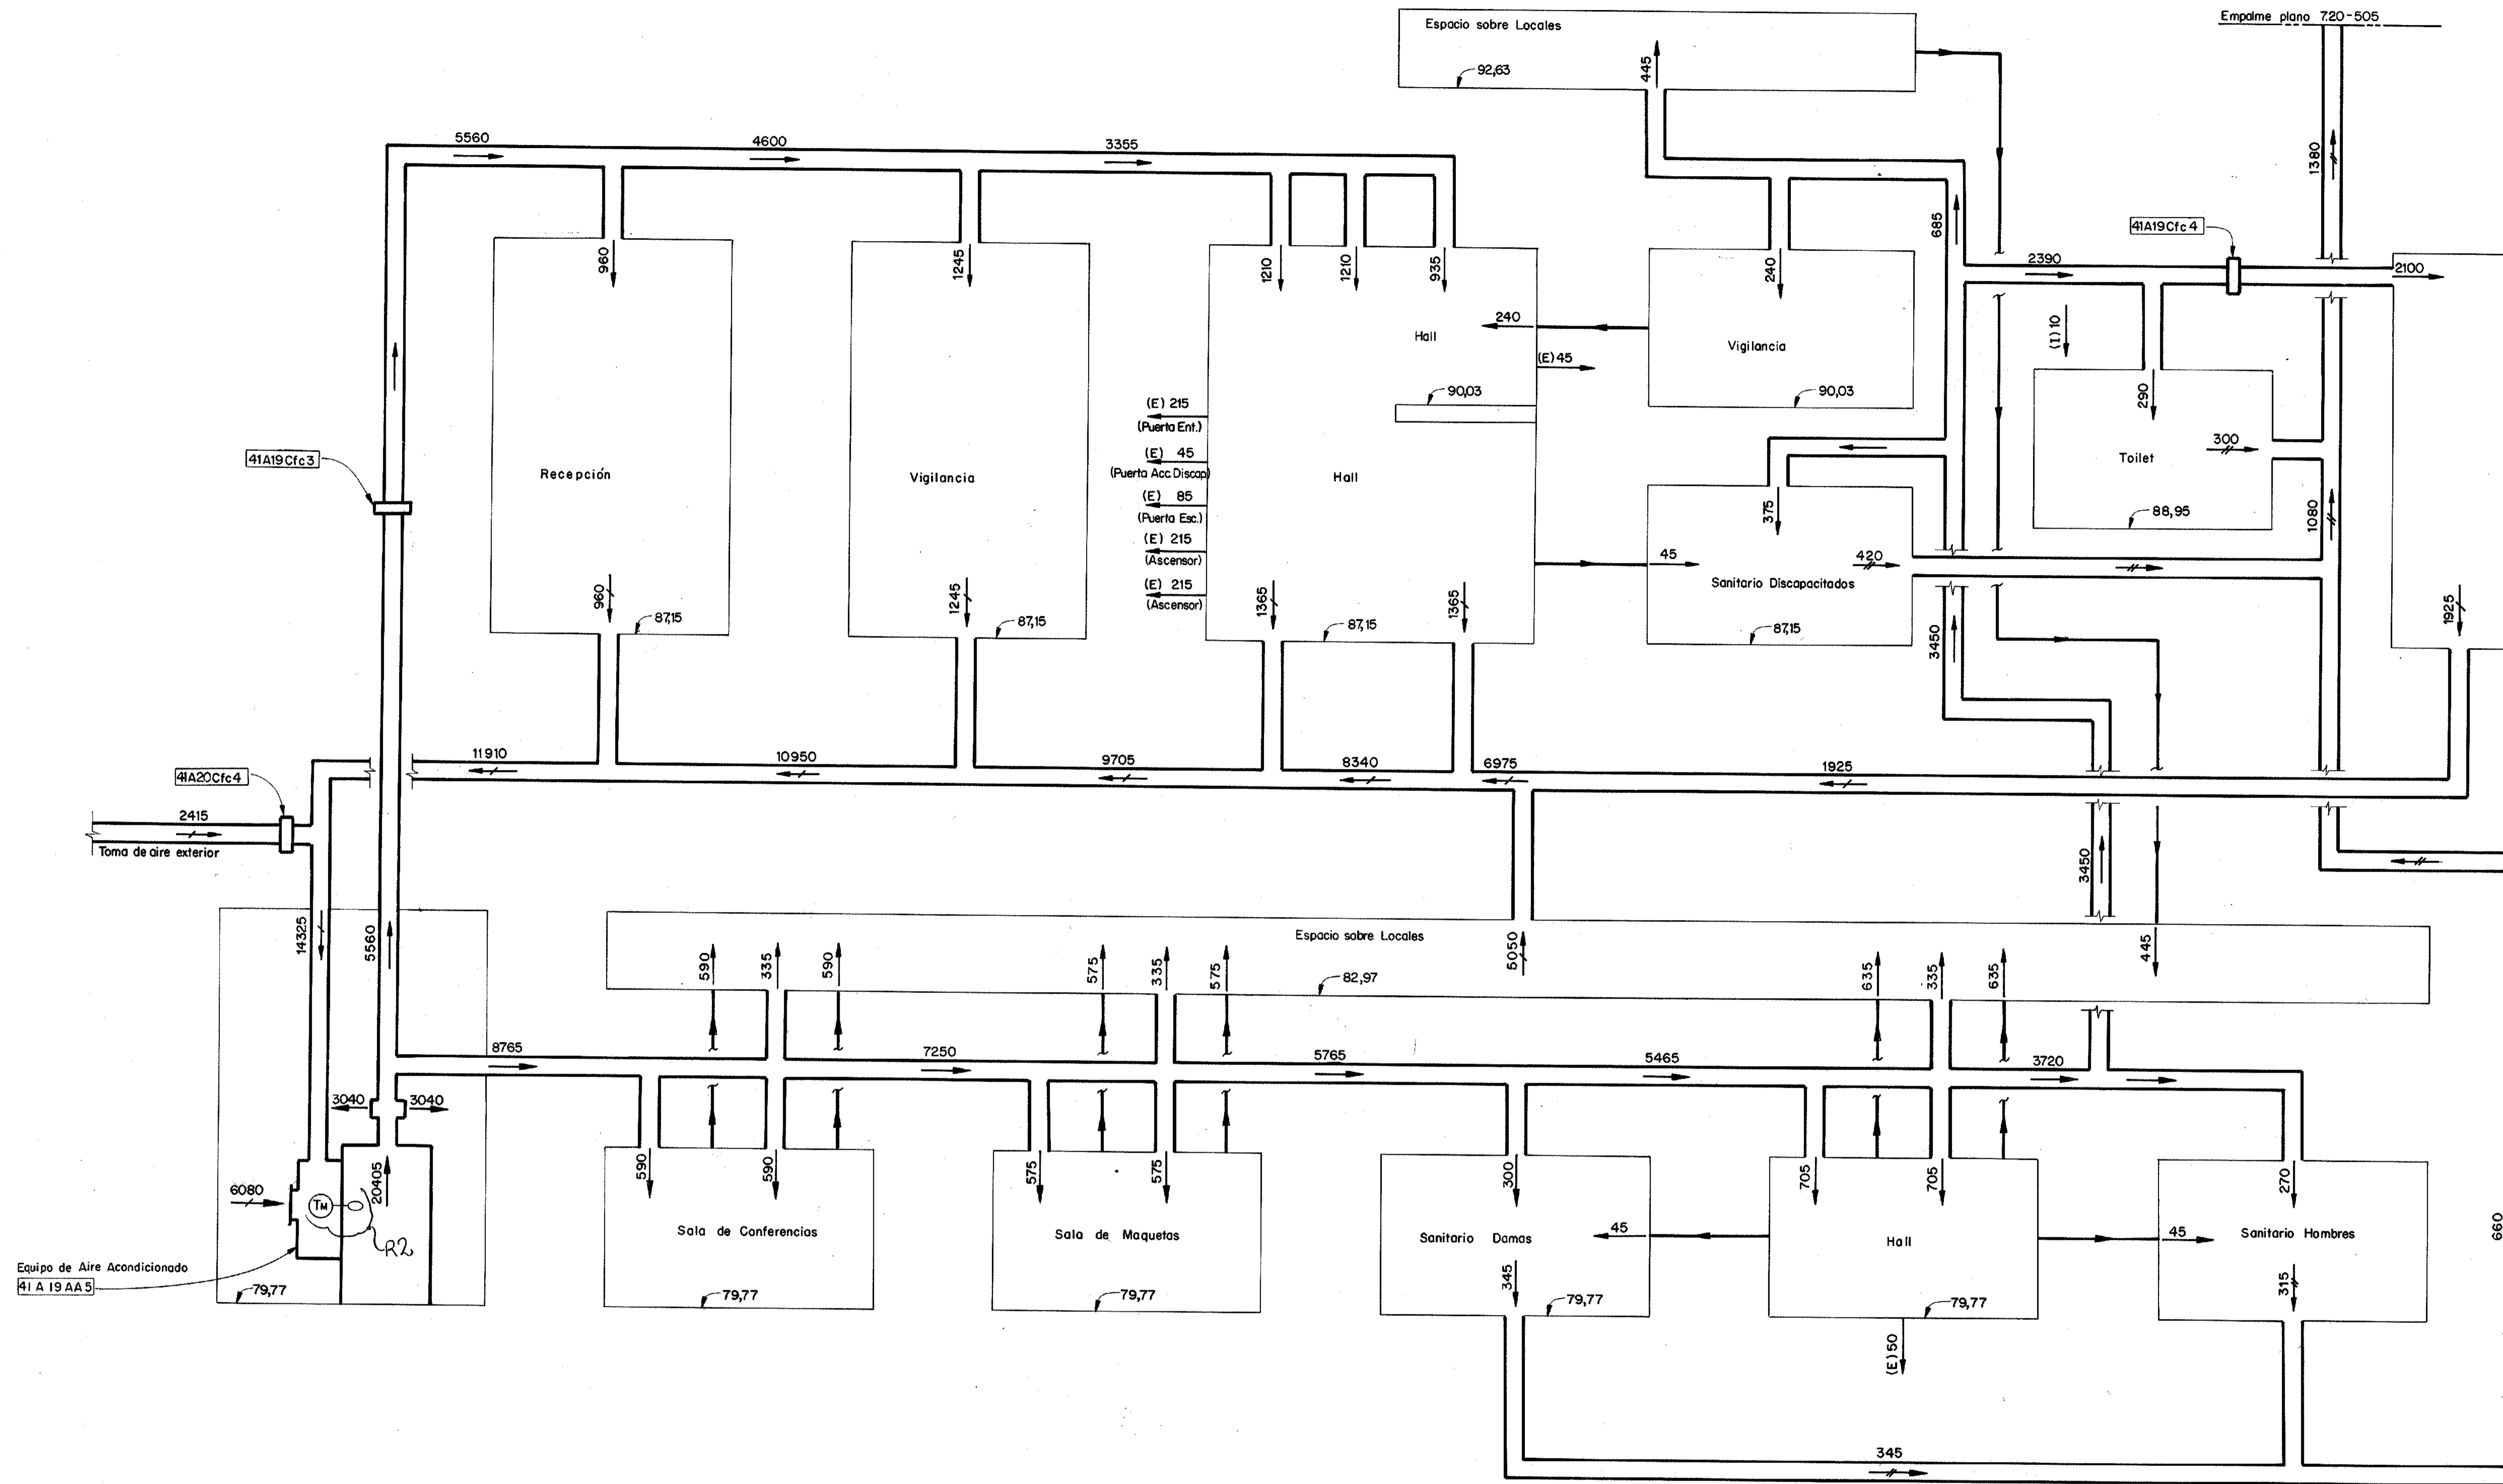 Espacio sobre Locales
92,63
445
Empalme plano 7.20-505
1380
5560
4600
3355
960
1245
1210
1210
935
240
685
41A19Cfc4
2390
2100
(I)10
290
240
Hall
(E)45
Vigilancia
90,03
90,03
(E) 215
(Puerta Ent.)
(E) 45
(Puerta Acc.Discap)
(E) 85
(Puerta Esc.)
(E) 215
(Ascensor)
(E) 215
(Ascensor)
41A19Cfc3
Recepción
Vigilancia
Hall
375
300
Toilet
88,95
1080
45
420
Sanitario Discapacitados
87,15
960
87,15
1245
87,15
1365
87,15
1365
3450
1925
11910
10950
9705
8340
6975
1925
41A20Cfc4
2415
Toma de aire exterior
3450
14325
5560
Espacio sobre Locales
5050
445
590
335
590
575
335
575
82,97
635
335
635
8765
7250
5765
5465
3720
3040
3040
20405
6080
TM
R2
590
590
575
575
300
705
705
270
Sala de Conferencias
Sala de Maquetas
Sanitario Damas
45
Hall
45
Sanitario Hombres
660
Equipo de Aire Acondicionado
41 A 19 AA 5
79,77
79,77
79,77
345
79,77
79,77
315
(E)50
345